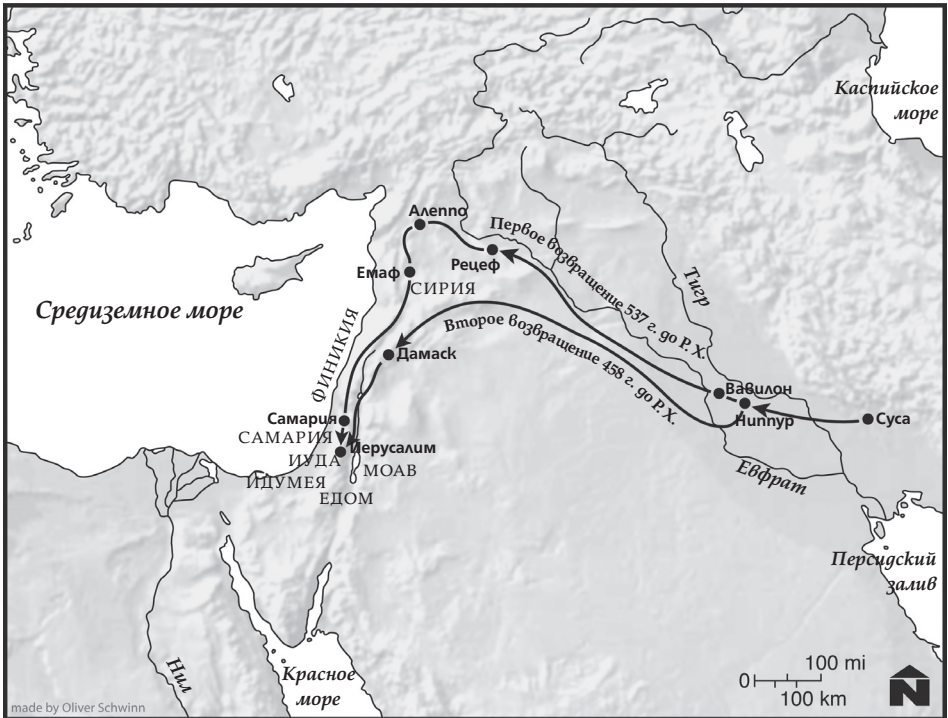 Каспийское
море
Алеппо
Первое возвращение 537 г. до Р. Х.
Рецеф
Емаф
СИРИЯ
Тигр
Средиземное море
Второе возвращение 458 г. до Р. Х.
ФИНИКИЯ
Дамаск
Вавилон
Ниппур
Суса
Самария
САМАРИЯ
Иерусалим
ИУДА
МОАВ
ИДУМЕЯ
ЕДОМ
Евфрат
Персидский
залив
Нил
Красное
море
100 mi
0
100 km
N
made by Oliver Schwinn